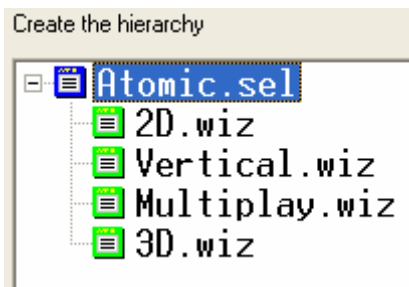 Create the hierarchy
Atomic.sel
2D.wiz
Vertical.wiz
Multiplay.wiz
3D.wiz